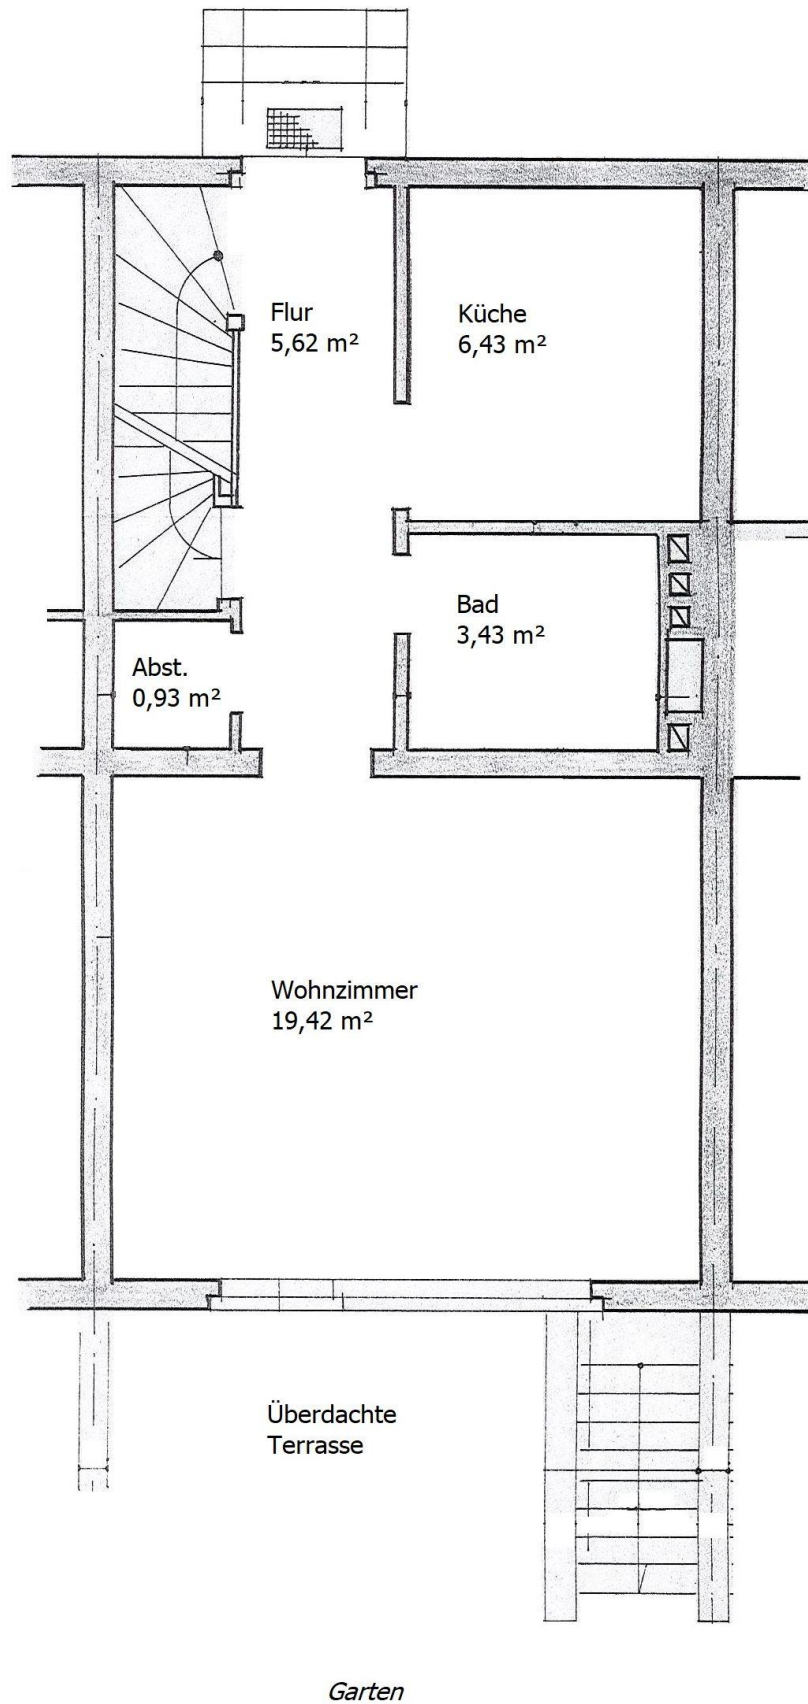 Flur
5,62 m²
Küche
6,43 m²
Bad
3,43 m²
Abst.
0,93 m²
Wohnzimmer
19,42 m²
Überdachte
Terrasse
Garten